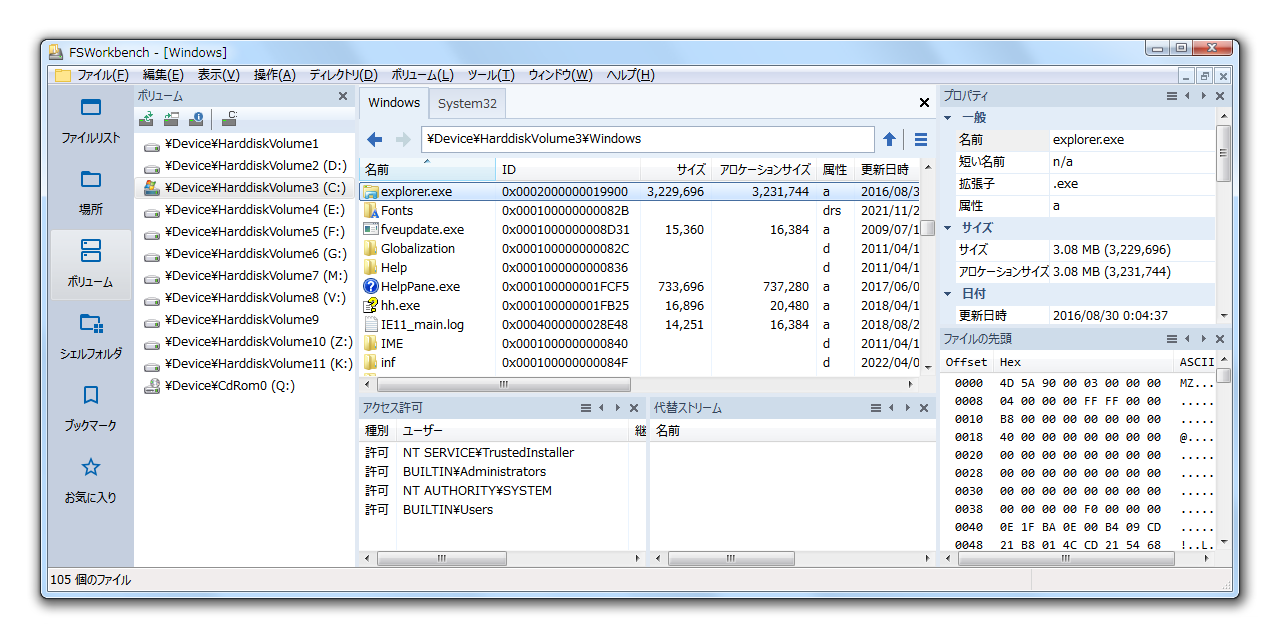 FSWorkbench - [Windows]
ファイル(F) 編集(E) 表示(V) 操作(A) ディレクトリ(D) ボリューム(L) ツール(T) ウィンドウ(W) ヘルプ(H)
ファイルリスト
場所
ボリューム
シェルフォルダ
ブックマーク
お気に入り
ボリューム
C:
¥Device¥HarddiskVolume1
¥Device¥HarddiskVolume2 (D:)
¥Device¥HarddiskVolume3 (C:)
¥Device¥HarddiskVolume4 (E:)
¥Device¥HarddiskVolume5 (F:)
¥Device¥HarddiskVolume6 (G:)
¥Device¥HarddiskVolume7 (M:)
¥Device¥HarddiskVolume8 (V:)
¥Device¥HarddiskVolume9
¥Device¥HarddiskVolume10 (Z:)
¥Device¥HarddiskVolume11 (K:)
¥Device¥CdRom0 (Q:)
Windows System32
¥Device¥HarddiskVolume3¥Windows
名前 ID サイズ アロケーションサイズ 属性 更新日時
explorer.exe 0x0002000000019900 3,229,696 3,231,744 a 2016/08/3
Fonts 0x000100000000082B drs 2021/11/2
fveupdate.exe 0x0001000000008D31 15,360 16,384 a 2009/07/1
Globalization 0x000100000000082C d 2011/04/1
Help 0x0001000000000836 d 2011/04/1
HelpPane.exe 0x000100000001FCF5 733,696 737,280 a 2017/06/0
hh.exe 0x000100000001FB25 16,896 20,480 a 2018/04/1
IE11_main.log 0x0004000000028E48 14,251 16,384 a 2018/08/2
IME 0x0001000000000840 d 2011/04/1
inf 0x000100000000084F d 2022/04/0
アクセス許可
種別 ユーザー 継
許可 NT SERVICE¥TrustedInstaller
許可 BUILTIN¥Administrators
許可 NT AUTHORITY¥SYSTEM
許可 BUILTIN¥Users
代替ストリーム
名前
プロパティ
一般
名前 explorer.exe
短い名前 n/a
拡張子 .exe
属性 a
サイズ
サイズ 3.08 MB (3,229,696)
アロケーションサイズ 3.08 MB (3,231,744)
日付
更新日時 2016/08/30 0:04:37
ファイルの先頭
Offset Hex ASCII
0000 4D 5A 90 00 03 00 00 00 MZ...
0008 04 00 00 00 FF FF 00 00 .....
0010 B8 00 00 00 00 00 00 00 .....
0018 40 00 00 00 00 00 00 00 @....
0020 00 00 00 00 00 00 00 00 .....
0028 00 00 00 00 00 00 00 00 .....
0030 00 00 00 00 00 00 00 00 .....
0038 00 00 00 00 F0 00 00 00 .....
0040 0E 1F BA 0E 00 B4 09 CD .....
0048 21 B8 01 4C CD 21 54 68 !..L.
105 個のファイル